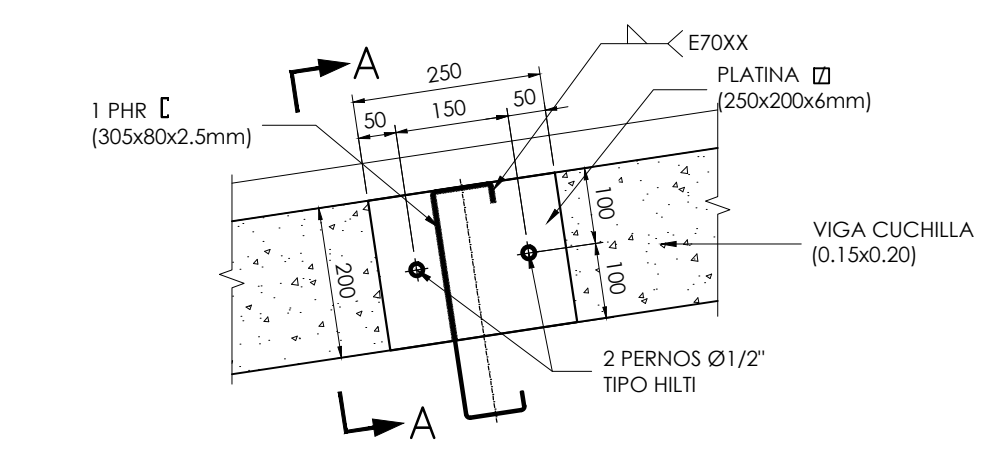 A
E70XX
250
PLATINA
(250x200x6mm)
1 PHR
(305x80x2.5mm)
50
150
50
100
VIGA CUCHILLA
(0.15x0.20)
200
100
2 PERNOS Ø1/2"
TIPO HILTI
A